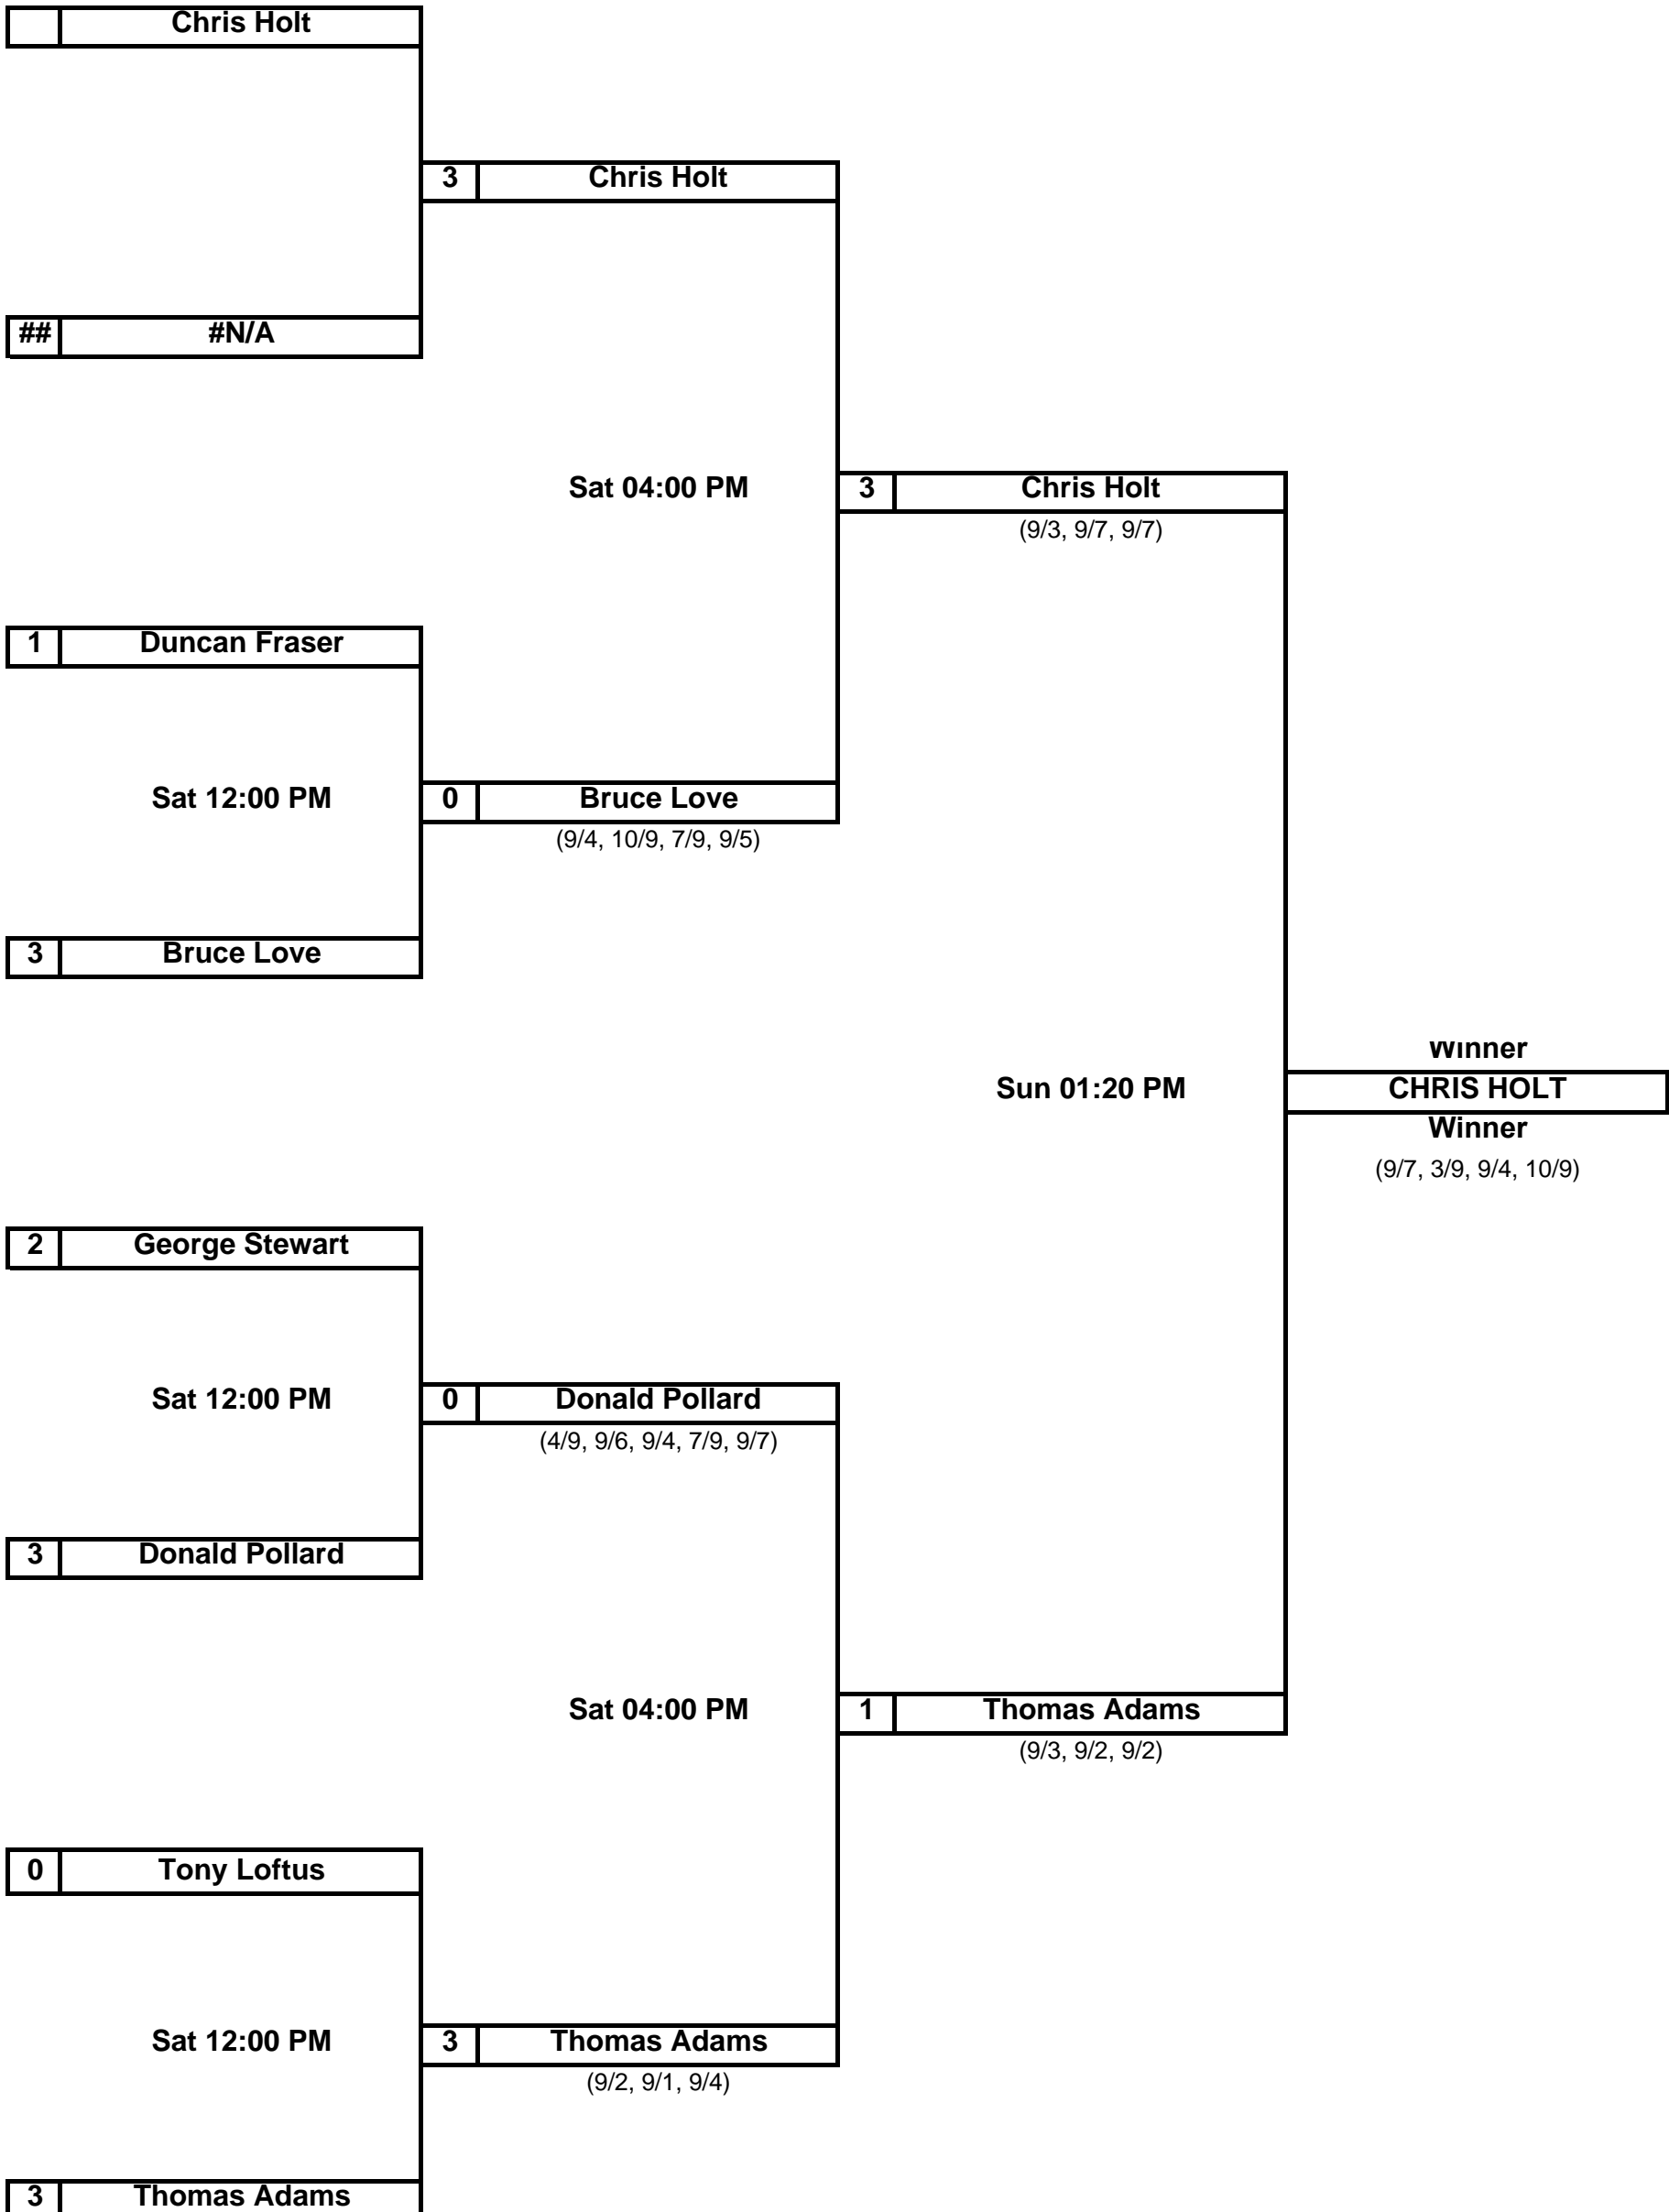 Chris Holt
3 Chris Holt
## #N/A
Sat 04:00 PM
3 Chris Holt
(9/3, 9/7, 9/7)
1 Duncan Fraser
Sat 12:00 PM
0 Bruce Love
(9/4, 10/9, 7/9, 9/5)
3 Bruce Love
Winner
Sun 01:20 PM
CHRIS HOLT
Winner
(9/7, 3/9, 9/4, 10/9)
2 George Stewart
Sat 12:00 PM
0 Donald Pollard
(4/9, 9/6, 9/4, 7/9, 9/7)
3 Donald Pollard
Sat 04:00 PM
1 Thomas Adams
(9/3, 9/2, 9/2)
0 Tony Loftus
Sat 12:00 PM
3 Thomas Adams
(9/2, 9/1, 9/4)
3 Thomas Adams